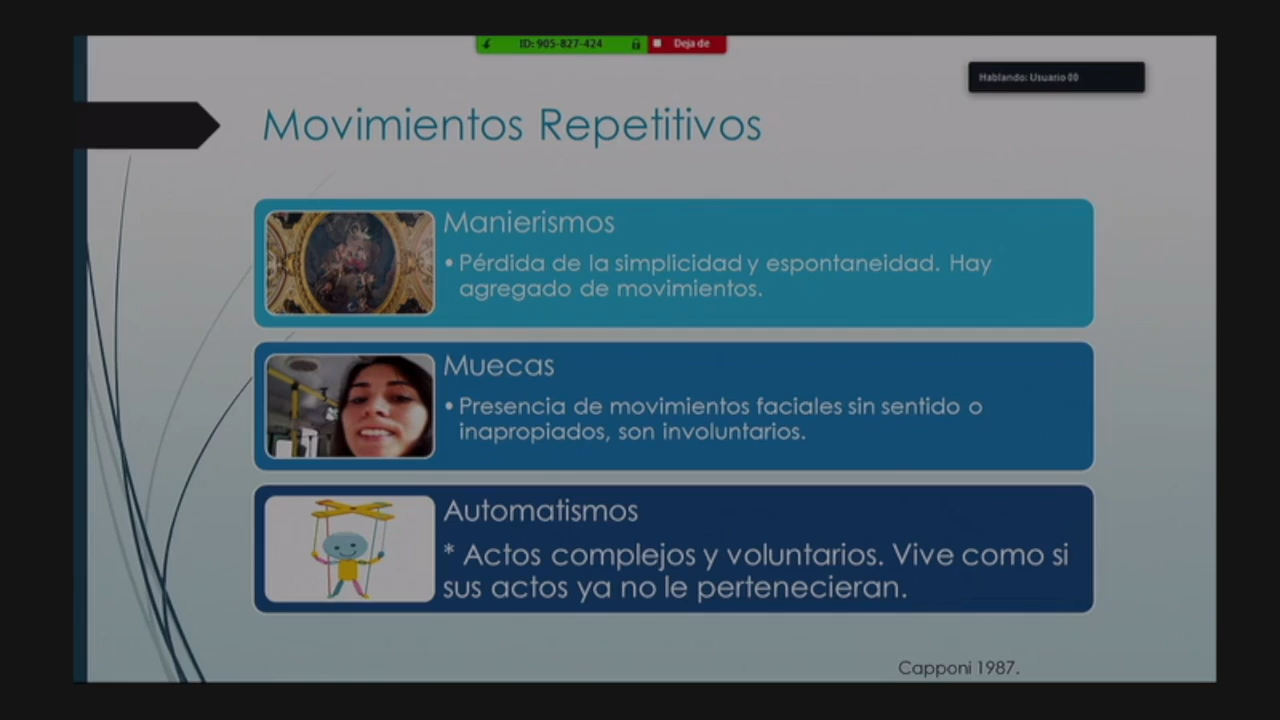 ID: 905-827-424
Deja de
Hablando: Usuario 00
Movimientos Repetitivos
Manierismos
• Pérdida de la simplicidad y espontaneidad. Hay
agregado de movimientos.
Muecas
• Presencia de movimientos faciales sin sentido o
inapropiados, son involuntarios.
Automatismos
* Actos complejos y voluntarios. Vive como si
sus actos ya no le pertenecieran.
Capponi 1987.